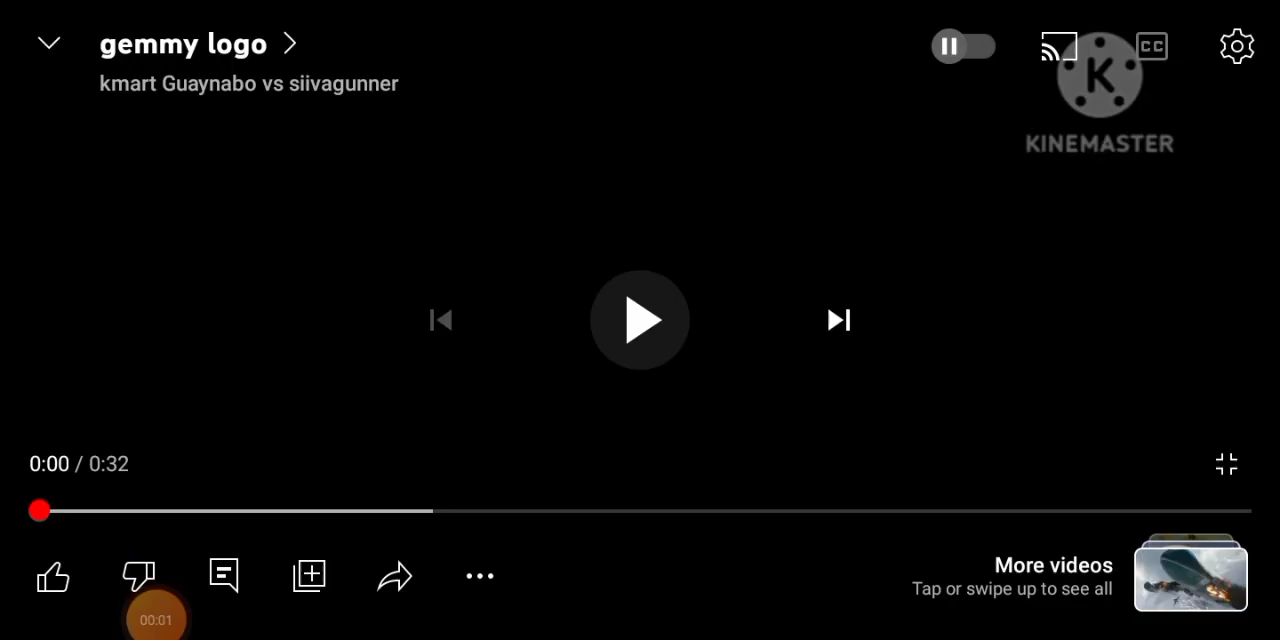 gemmy logo
kmart Guaynabo vs siivagunner
CC
K
KINEMASTER
0:00 / 0:32
More videos
Tap or swipe up to see all
00:01